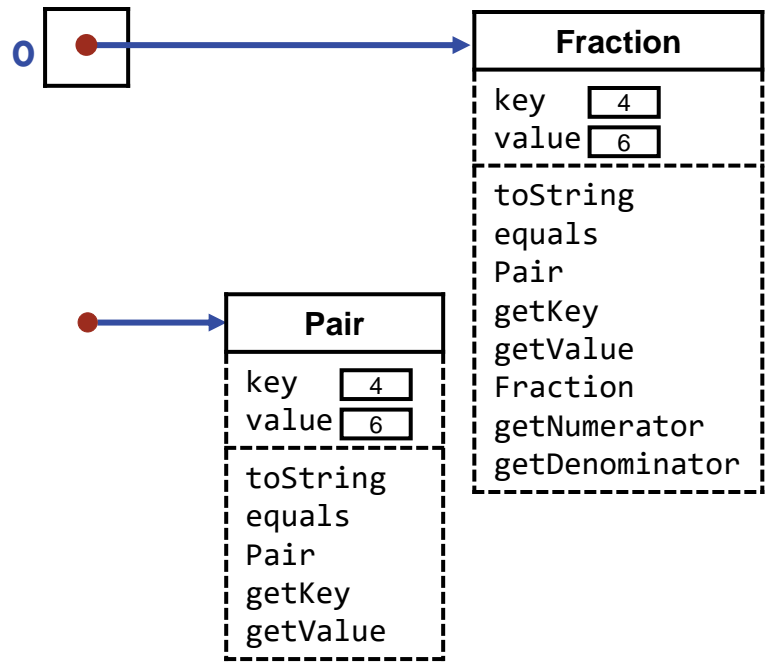 o
Fraction
key 4
value 6
toString
equals
Pair
getKey
getValue
Fraction
getNumerator
getDenominator
Pair
key 4
value 6
toString
equals
Pair
getKey
getValue